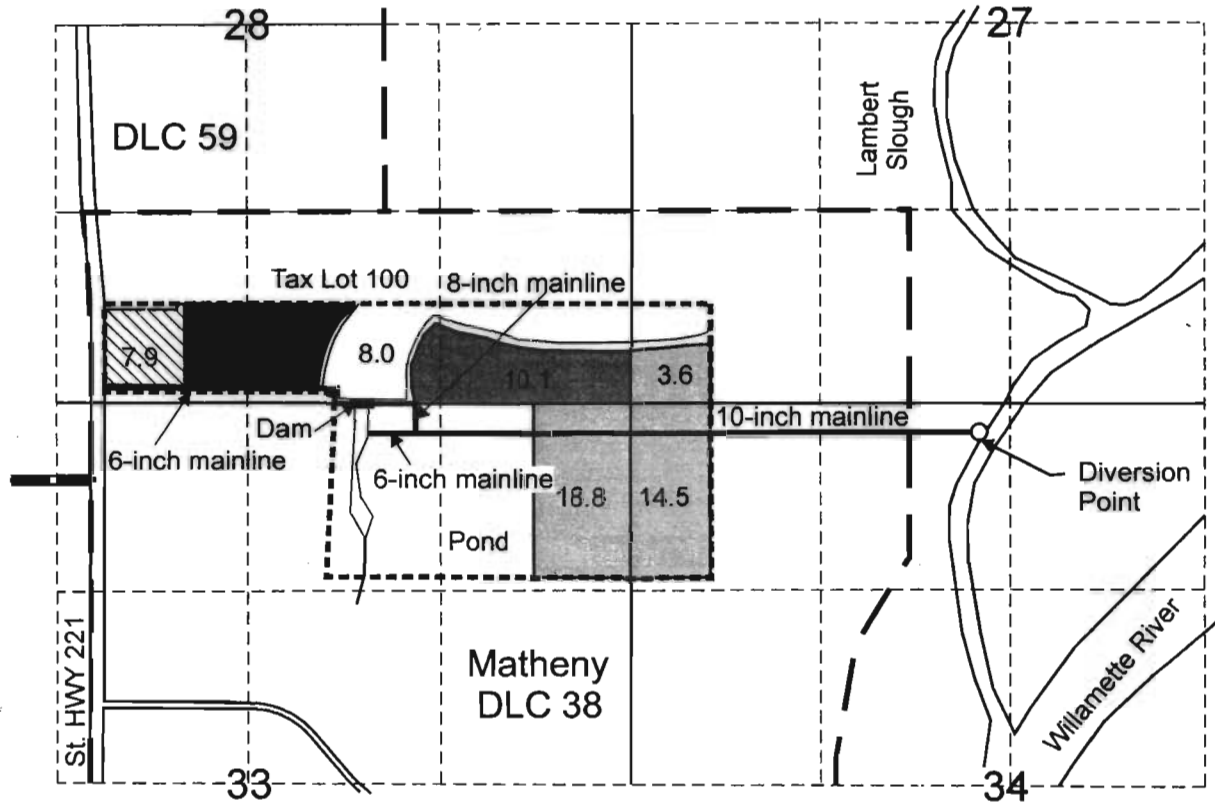 28
27
DLC 59
Lambert
Slough
Tax Lot 100
8-inch mainline
7.9
8.0
10.1
3.6
10-inch mainline
Dam
6-inch mainline
6-inch mainline
18.8
14.5
Diversion
Point
Pond
St. HWY 221
Matheny
DLC 38
Willamette River
33
34